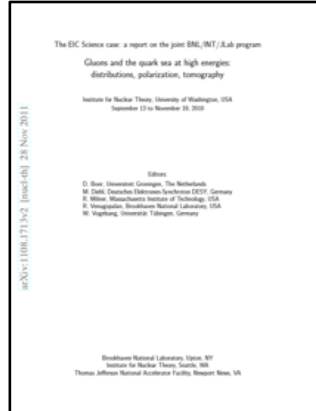 The EIC Science case: a report on the joint BNL/INT/JLab program
Gluons and the quark sea at high energies:
distributions, polarization, tomography
Institute for Nuclear Theory, University of Washington, USA
September 13 to November 19, 2010
Editors
D. Boer, Universiteit Groningen, The Netherlands
M. Diehl, Deutsches Elektronen-Synchroton DESY, Germany
R. Milner, Massachusetts Institute of Technology, USA
R. Venugopalan, Brookhaven National Laboratory, USA
W. Vogelsang, Universität Tübingen, Germany
arXiv:1108.1713v2 [nucl-th] 28 Nov 2011
Brookhaven National Laboratory, Upton, NY
Institute for Nuclear Theory, Seattle, WA
Thomas Jefferson National Accelerator Facility, Newport News, VA